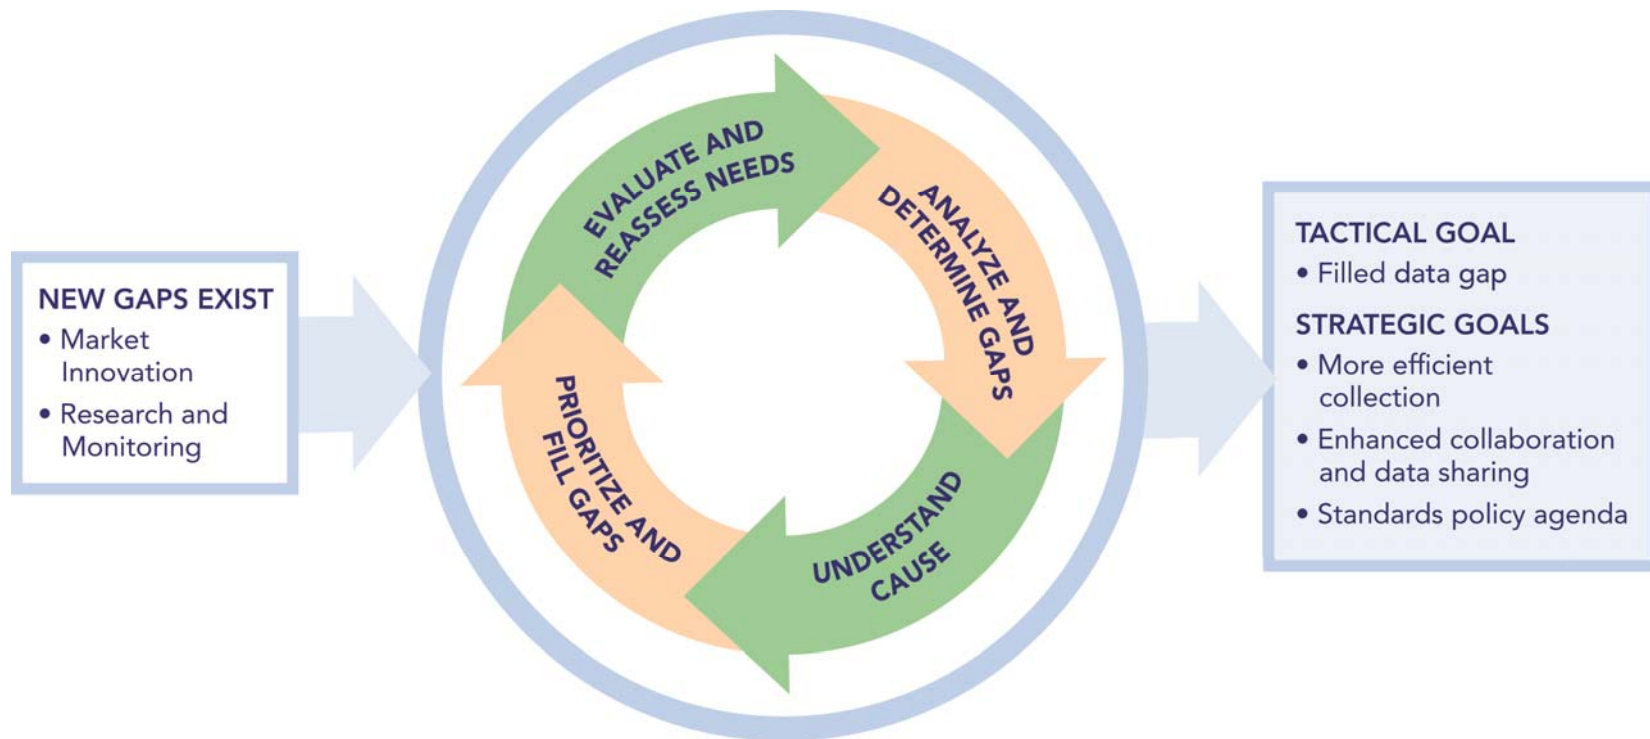 NEW GAPS EXIST
• Market
Innovation
• Research and
Monitoring
EVALUATE AND
REASSESS NEEDS
ANALYZE AND
DETERMINE GAPS
UNDERSTAND
CAUSE
PRIORITIZE AND
FILL GAPS
TACTICAL GOAL
• Filled data gap
STRATEGIC GOALS
• More efficient
collection
• Enhanced collaboration
and data sharing
• Standards policy agenda